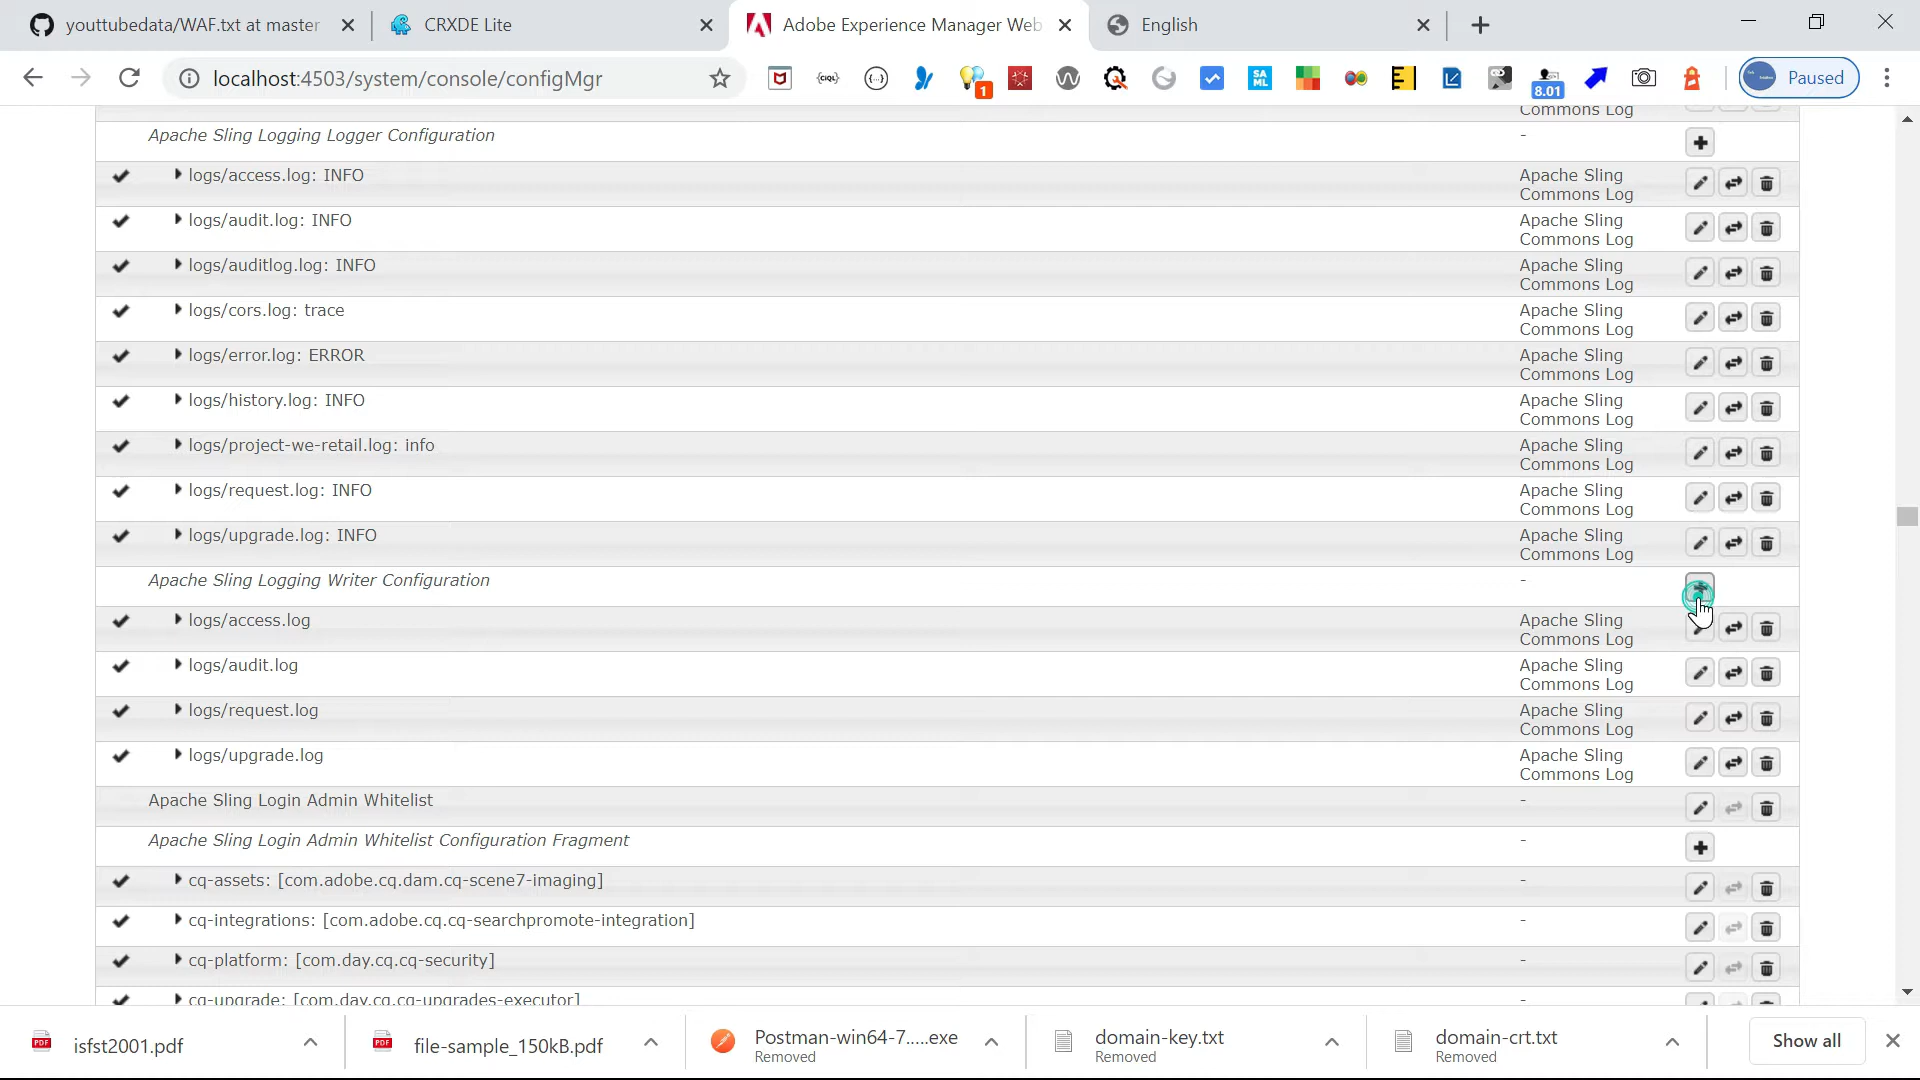 youttubedata/WAF.txt at master
CRXDE Lite
Adobe Experience Manager Web
English
localhost:4503/system/console/configMgr
CIQL
1
SA
ML
8.01
Paused
Commons Log
Apache Sling Logging Logger Configuration
-
logs/access.log: INFO
Apache Sling
Commons Log
logs/audit.log: INFO
Apache Sling
Commons Log
logs/auditlog.log: INFO
Apache Sling
Commons Log
logs/cors.log: trace
Apache Sling
Commons Log
logs/error.log: ERROR
Apache Sling
Commons Log
logs/history.log: INFO
Apache Sling
Commons Log
logs/project-we-retail.log: info
Apache Sling
Commons Log
logs/request.log: INFO
Apache Sling
Commons Log
logs/upgrade.log: INFO
Apache Sling
Commons Log
Apache Sling Logging Writer Configuration
-
logs/access.log
Apache Sling
Commons Log
logs/audit.log
Apache Sling
Commons Log
logs/request.log
Apache Sling
Commons Log
logs/upgrade.log
Apache Sling
Commons Log
Apache Sling Login Admin Whitelist
-
Apache Sling Login Admin Whitelist Configuration Fragment
-
cq-assets: [com.adobe.cq.dam.cq-scene7-imaging]
-
cq-integrations: [com.adobe.cq.cq-searchpromote-integration]
-
cq-platform: [com.day.cq.cq-security]
-
cq-upgrade: [com.day.cq.cq-upgrades-executor]
-
PDF
isfst2001.pdf
PDF
file-sample_150kB.pdf
Postman-win64-7.....exe
Removed
domain-key.txt
Removed
domain-crt.txt
Removed
Show all